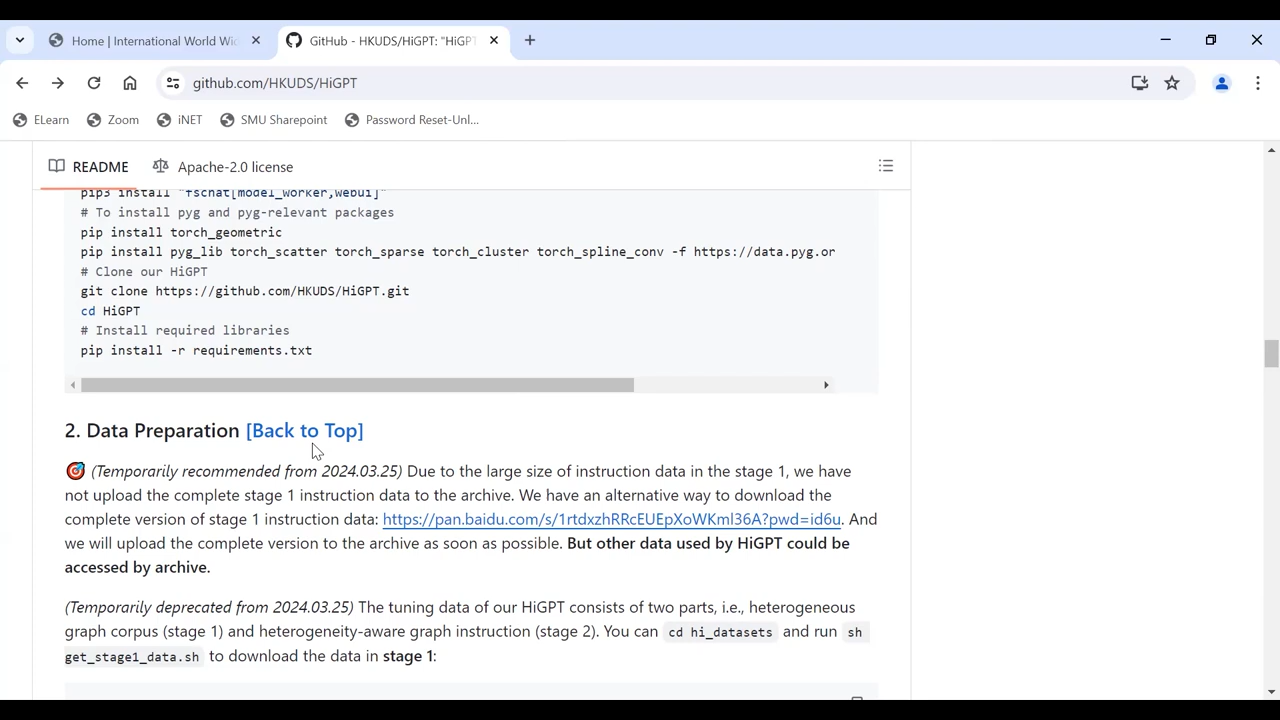 Home | International World Wi
GitHub - HKUDS/HiGPT: "HiGP
github.com/HKUDS/HiGPT
ELearn Zoom iNET SMU Sharepoint Password Reset-Unl...
README Apache-2.0 license
pip3 install "fschat[model_worker,webui]"
# To install pyg and pyg-relevant packages
pip install torch_geometric
pip install pyg_lib torch_scatter torch_sparse torch_cluster torch_spline_conv -f https://data.pyg.or
# Clone our HiGPT
git clone https://github.com/HKUDS/HiGPT.git
cd HiGPT
# Install required libraries
pip install -r requirements.txt
2. Data Preparation [Back to Top]
🎯 (Temporarily recommended from 2024.03.25) Due to the large size of instruction data in the stage 1, we have
not upload the complete stage 1 instruction data to the archive. We have an alternative way to download the
complete version of stage 1 instruction data: https://pan.baidu.com/s/1rtdxzhRRcEUEpXoWKml36A?pwd=id6u. And
we will upload the complete version to the archive as soon as possible. But other data used by HiGPT could be
accessed by archive.
(Temporarily deprecated from 2024.03.25) The tuning data of our HiGPT consists of two parts, i.e., heterogeneous
graph corpus (stage 1) and heterogeneity-aware graph instruction (stage 2). You can cd hi_datasets and run sh
get_stage1_data.sh to download the data in stage 1: